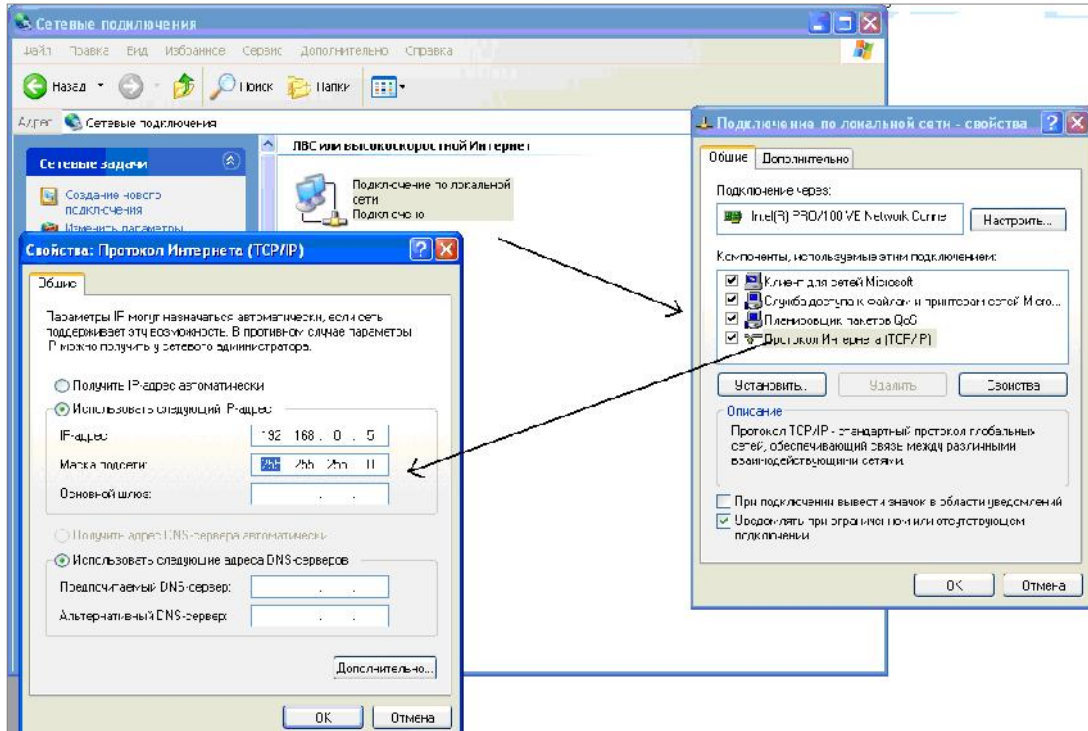 Сетевые подключения
Файл Правка Вид Избранное Сервис Дополнительно Справка
Назад Поиск Папки
Адрес Сетевые подключения
Сетевые задачи
Создание нового
подключения
Изменить параметры
ЛВС или высокоскоростной Интернет
Подключение по локальной
сети
Подключено
Подключение по локальной сети - свойства
Общие Дополнительно
Подключение через:
Intel(R) PRO/100 VE Network Conne
Настроить...
Компоненты, используемые этим подключением:
Клиент для сетей Microsoft
Служба доступа к файлам и принтерам сетей Micro...
Планировщик пакетов QoS
Протокол Интернета (TCP/IP)
Установить... Удалить Свойства
Описание
Протокол TCP/IP - стандартный протокол глобальных
сетей, обеспечивающий связь между различными
взаимодействующими сетями.
При подключении вывести значок в области уведомлений
Уведомлять при ограниченном или отсутствующем
подключении
OK Отмена
Свойства: Протокол Интернета (TCP/IP)
Общие
Параметры IP могут назначаться автоматически, если сеть
поддерживает эту возможность. В противном случае параметры
IP можно получить у сетевого администратора.
Получить IP-адрес автоматически
Использовать следующий IP-адрес:
IP-адрес: 192 . 168 . 0 . 5
Маска подсети: 255 . 255 . 255 . 0
Основной шлюз:
Получить адрес DNS-сервера автоматически
Использовать следующие адреса DNS-серверов:
Предпочитаемый DNS-сервер:
Альтернативный DNS-сервер:
Дополнительно...
OK Отмена